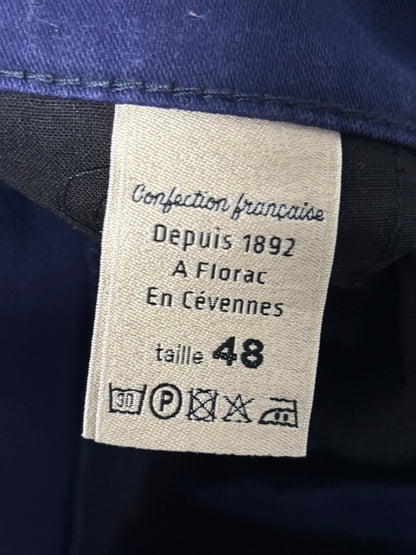 Confection française
Depuis 1892
A Florac
En Cévennes
taille 48
30 P